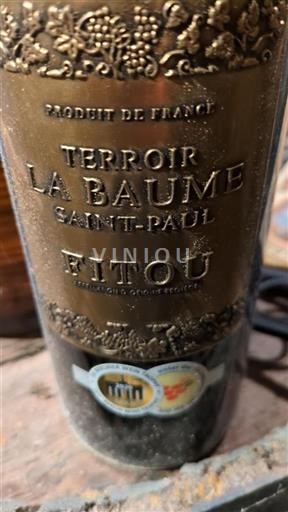 PRODUIT DE FRANCE
TERROIR
LA BAUME
SAINT-PAUL
VINIOU
FITOU